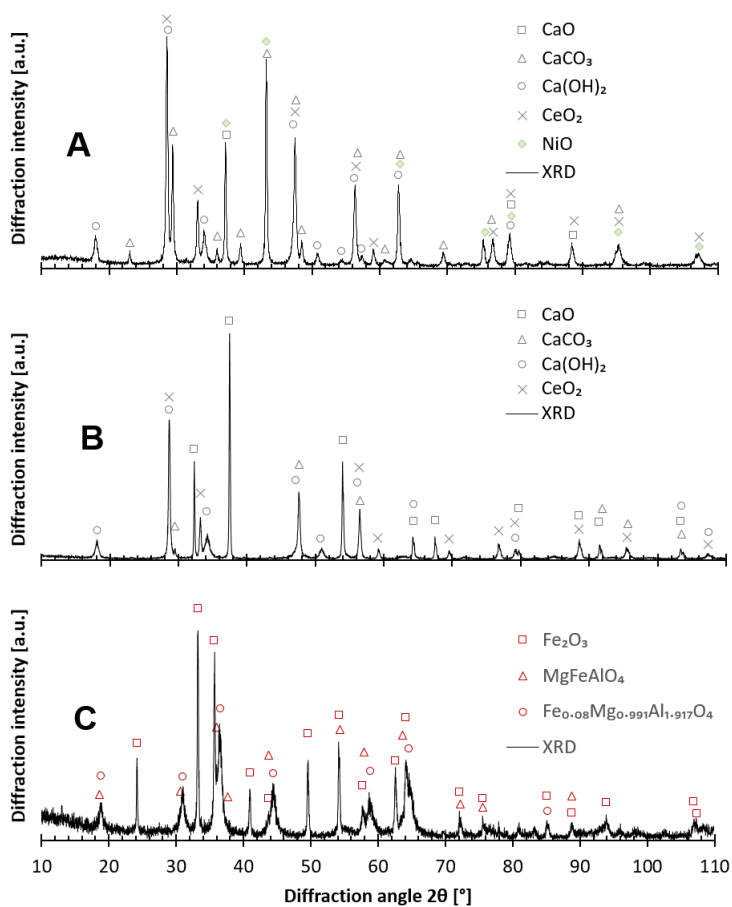 Diffraction intensity [a.u.]
A
CaO
CaCO₃
Ca(OH)₂
CeO₂
NiO
XRD
Diffraction intensity [a.u.]
B
CaO
CaCO₃
Ca(OH)₂
CeO₂
XRD
Diffraction intensity [a.u.]
C
Fe₂O₃
MgFeAlO₄
Fe₀.₀₈Mg₀.₉₉₁Al₁.₉₁₇O₄
XRD
10 20 30 40 50 60 70 80 90 100 110
Diffraction angle 2θ [°]